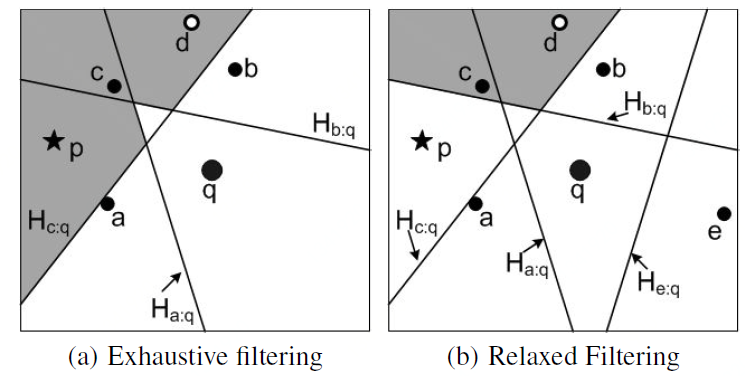 d
b
c
H_{b:q}
p
q
H_{c:q}
a
H_{a:q}
d
b
c
H_{b:q}
p
q
H_{c:q}
a
e
H_{a:q}
H_{e:q}
(a) Exhaustive filtering
(b) Relaxed Filtering